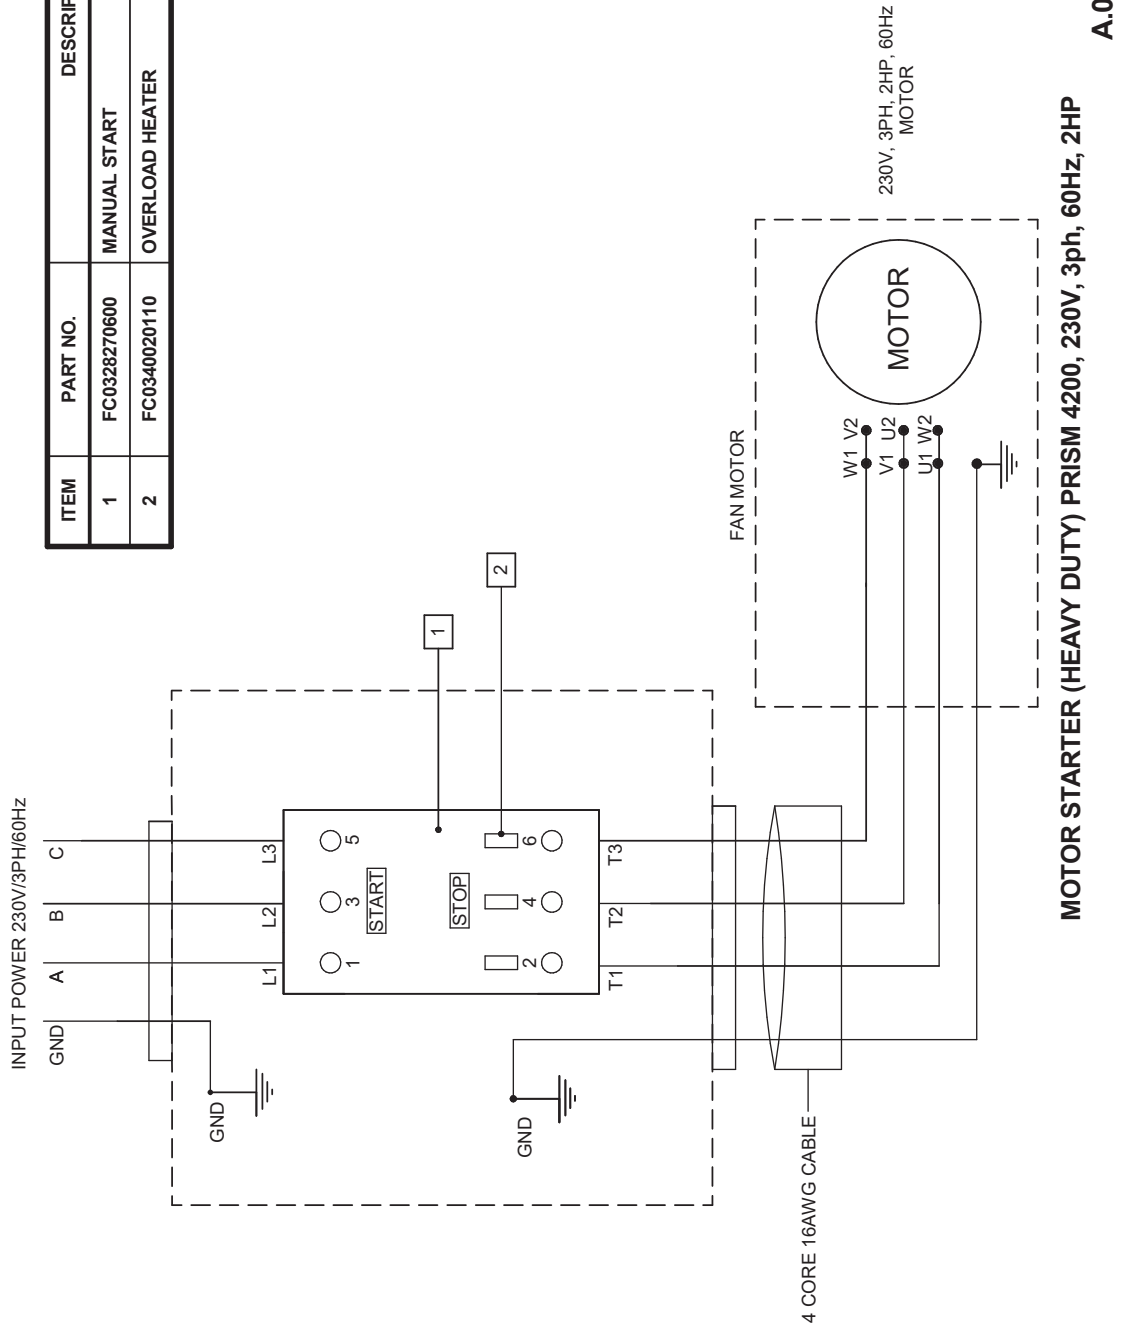 ITEM PART NO. DESCRIP
1 FC0328270600 MANUAL START
2 FC0340020110 OVERLOAD HEATER
INPUT POWER 230V/3PH/60Hz
GND A B C
L1 L2 L3
1 3 5
START
STOP
2 4 6
T1 T2 T3
GND
GND
1
2
4 CORE 16AWG CABLE
FAN MOTOR
W1 V2
V1 U2
U1 W2
MOTOR
230V, 3PH, 2HP, 60Hz
MOTOR
MOTOR STARTER (HEAVY DUTY) PRISM 4200, 230V, 3ph, 60Hz, 2HP
A.0